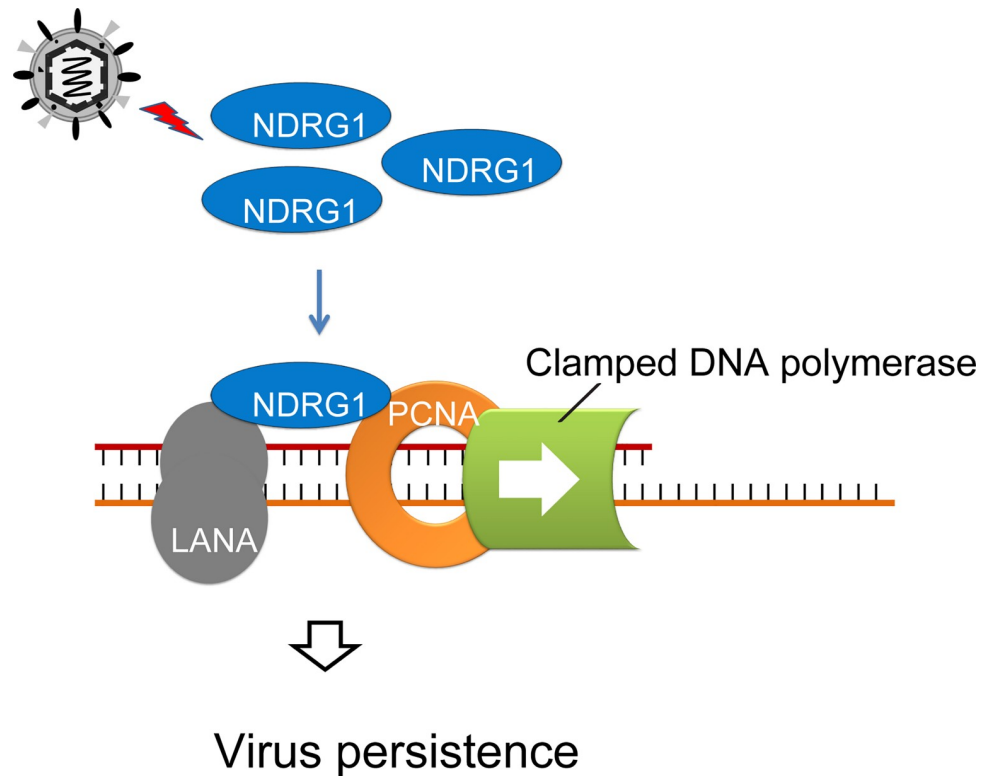 NDRG1
NDRG1
NDRG1
Clamped DNA polymerase
NDRG1
PCNA
LANA
Virus persistence